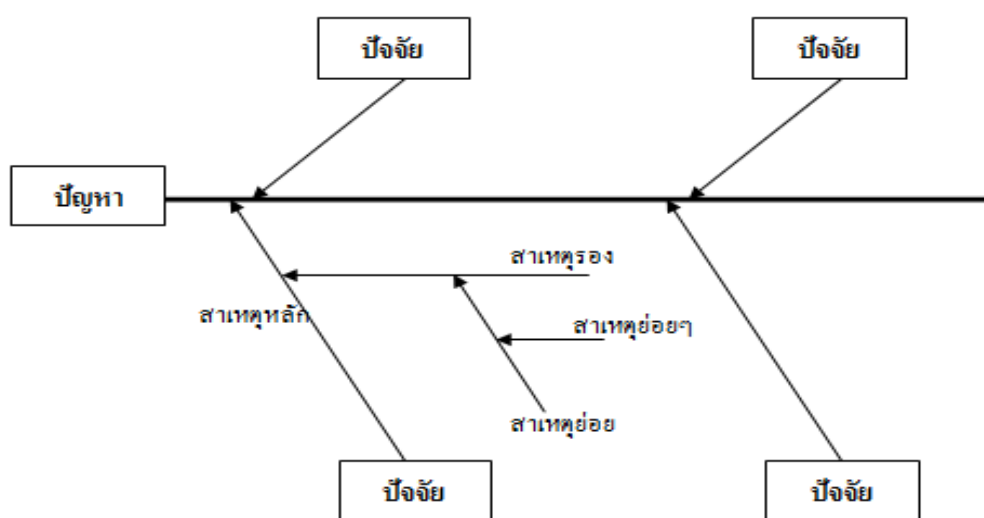 ปัจจัย
ปัจจัย
ปัญหา
สาเหตุรอง
สาเหตุหลัก
สาเหตุย่อยๆ
สาเหตุย่อย
ปัจจัย
ปัจจัย